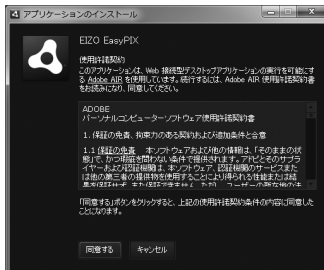 アプリケーションのインストール
EIZO EasyPIX
使用許諾契約
このアプリケーションは、Web 接続型デスクトップアプリケーションの実行を可能にす
る Adobe AIR を使用しています。続行するには、Adobe AIR 使用許諾契約書
をお読みになり、同意してください。
ADOBE
パーソナルコンピューターソフトウェア使用許諾契約書
1. 保証の免責、拘束力のある契約および追加条件と合意
1.1 保証の免責 本ソフトウェアおよび他の情報は、「そのままの状
態」で、かつ瑕疵を問わない条件で提供されます。アドビとそのサプラ
イヤーおよび認証機関は、本ソフトウェア、認証機関のサービスまた
は他の第三者の提供物を使用することにより得られる性能または結
果を保証せず、また保証できません。ただし、ユーザーの所在地の法
「同意する」ボタンをクリックすると、上記の使用許諾契約条件の内容に同意した
ことになります。
同意する キャンセル